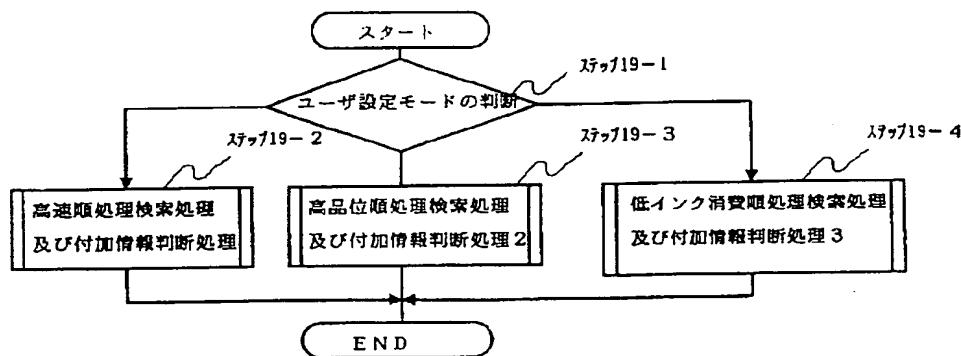 スタート
ステップ19－1
ユーザ設定モードの判断
ステップ19－2
ステップ19－3
ステップ19－4
高速順処理検索処理
及び付加情報判断処理
高品位順処理検索処理
及び付加情報判断処理2
低インク消費順処理検索処理
及び付加情報判断処理3
END